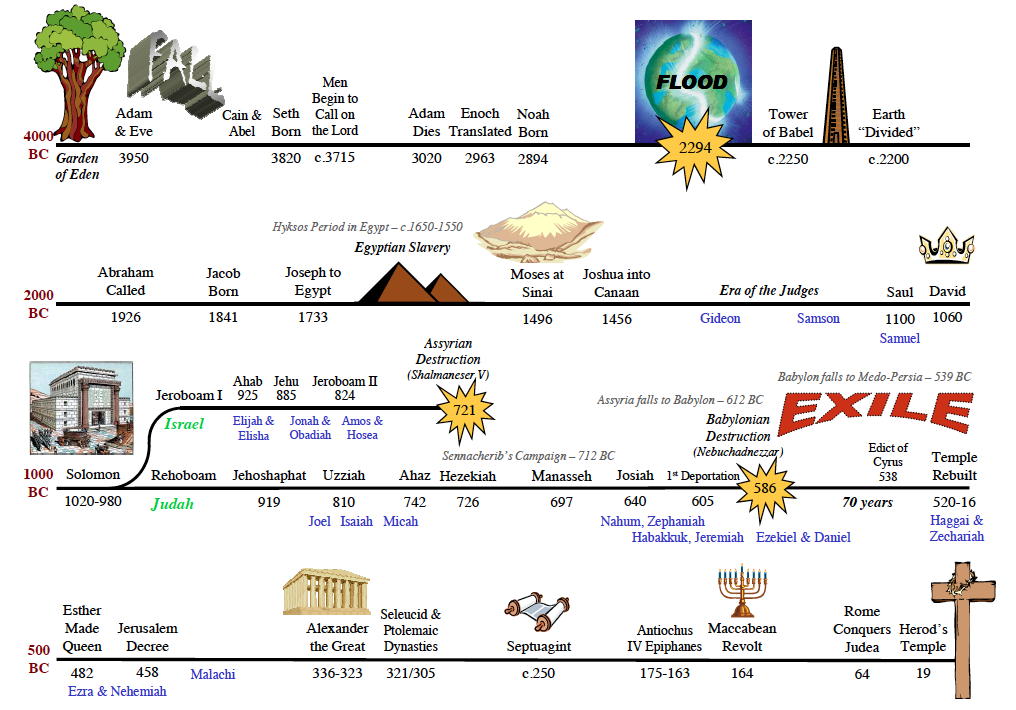 FALL
FLOOD
Men
Begin to
Call on
the Lord
Adam
& Eve
Cain &
Abel
Seth
Born
Adam
Dies
Enoch
Translated
Noah
Born
Tower
of Babel
Earth
“Divided”
4000
BC
Garden
of Eden
3950
3820
c.3715
3020
2963
2894
2294
c.2250
c.2200
Hyksos Period in Egypt – c.1650-1550
Egyptian Slavery
Abraham
Called
Jacob
Born
Joseph to
Egypt
Moses at
Sinai
Joshua into
Canaan
Era of the Judges
Saul
David
2000
BC
1926
1841
1733
1496
1456
Gideon
Samson
1100
1060
Samuel
Assyrian
Destruction
(Shalmaneser V)
Jeroboam I
Ahab
925
Jehu
885
Jeroboam II
824
721
Israel
Elijah &
Elisha
Jonah &
Obadiah
Amos &
Hosea
Babylon falls to Medo-Persia – 539 BC
Assyria falls to Babylon – 612 BC
EXILE
Babylonian
Destruction
(Nebuchadnezzar)
Sennacherib’s Campaign – 712 BC
Edict of
Cyrus
538
Temple
Rebuilt
1000
BC
Solomon
Rehoboam
Jehoshaphat
Uzziah
Ahaz
Hezekiah
Manasseh
Josiah
1st Deportation
1020-980
Judah
919
810
742
726
697
640
605
586
70 years
520-16
Joel Isaiah Micah
Nahum, Zephaniah
Habakkuk, Jeremiah
Ezekiel & Daniel
Haggai &
Zechariah
Esther
Made
Queen
Jerusalem
Decree
Alexander
the Great
Seleucid &
Ptolemaic
Dynasties
Septuagint
Antiochus
IV Epiphanes
Maccabean
Revolt
Rome
Conquers
Judea
Herod’s
Temple
500
BC
482
458
Malachi
336-323
321/305
c.250
175-163
164
64
19
Ezra & Nehemiah